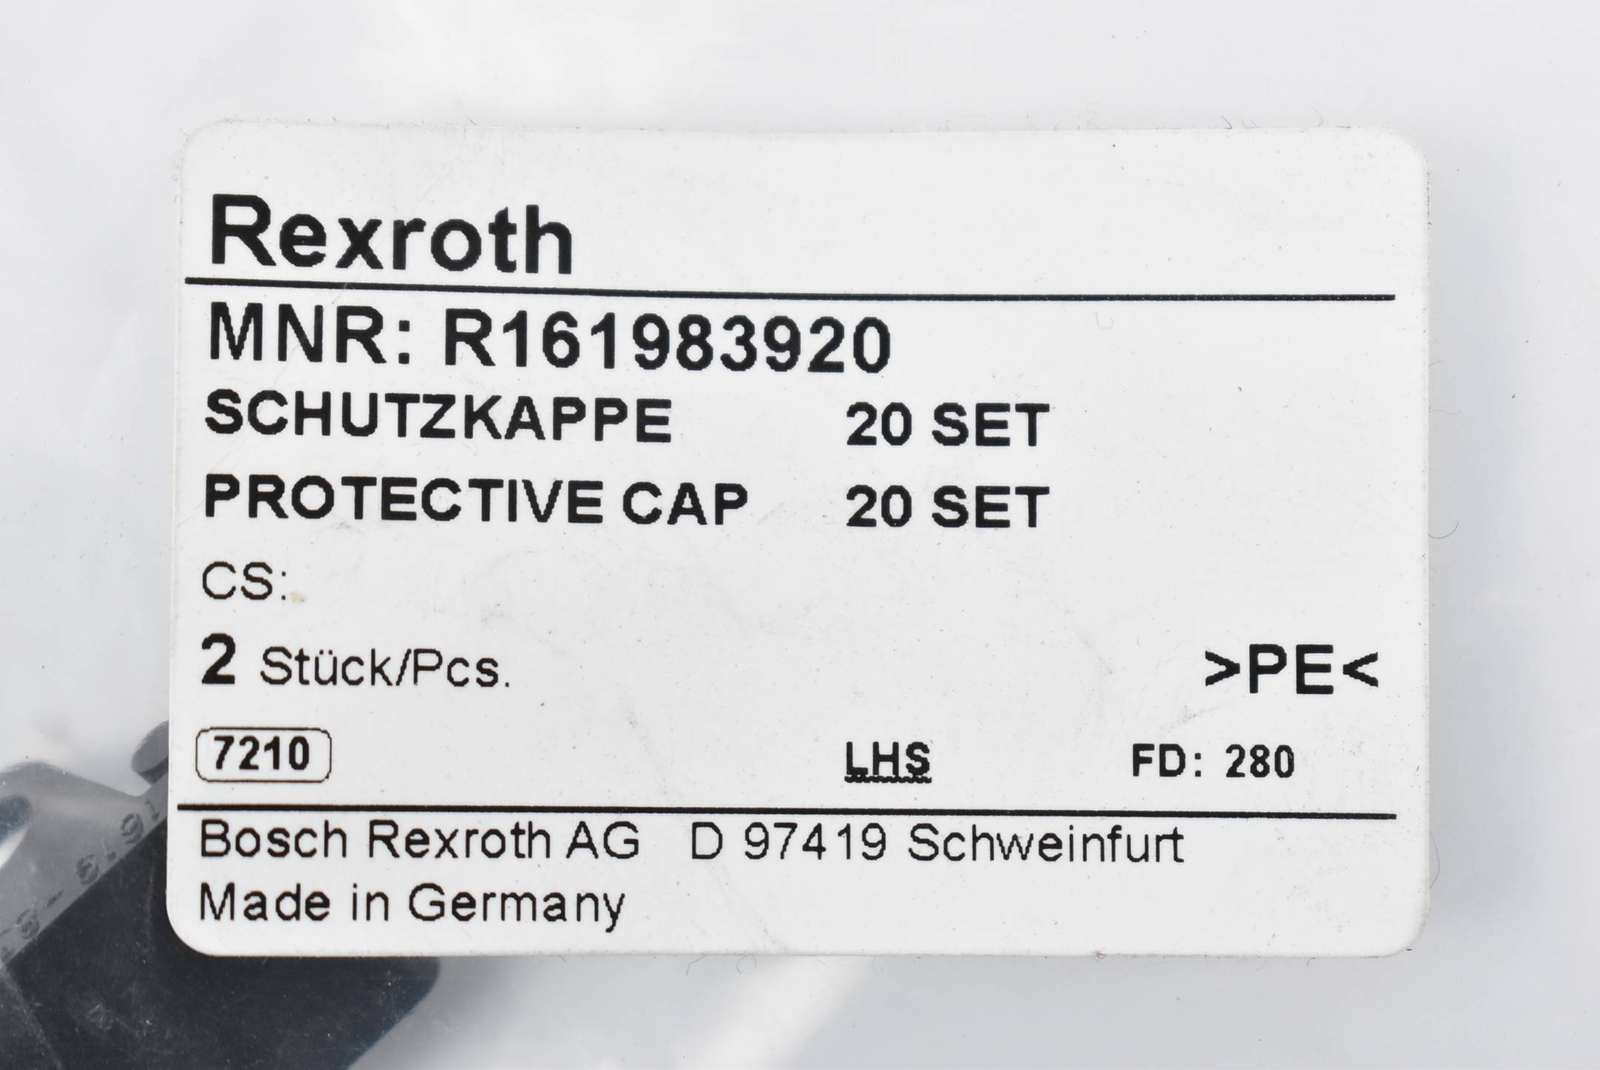 Rexroth
MNR: R161983920
SCHUTZKAPPE 20 SET
PROTECTIVE CAP 20 SET
CS:
2 Stück/Pcs. >PE<
7210 LHS FD: 280
Bosch Rexroth AG D 97419 Schweinfurt
Made in Germany